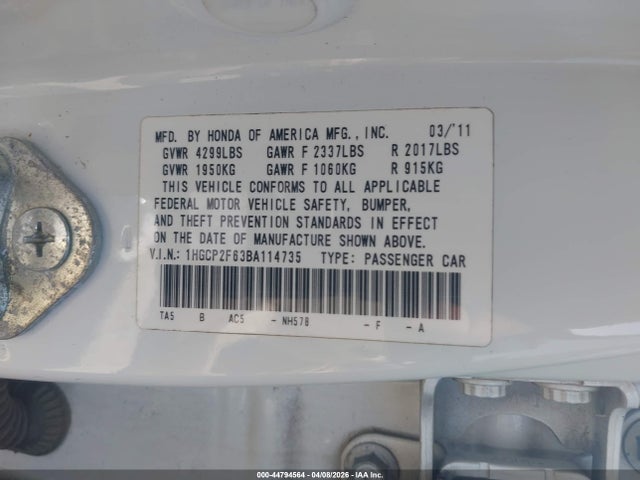 MFD. BY HONDA OF AMERICA MFG., INC. 03/'11
GVWR 4299LBS GAWR F 2337LBS R 2017LBS
GVWR 1950KG GAWR F 1060KG R 915KG
THIS VEHICLE CONFORMS TO ALL APPLICABLE
FEDERAL MOTOR VEHICLE SAFETY, BUMPER,
AND THEFT PREVENTION STANDARDS IN EFFECT
ON THE DATE OF MANUFACTURE SHOWN ABOVE.
V.I.N.: 1HGCP2F63BA114735 TYPE: PASSENGER CAR
TA5 B AC5 - NH578 - F - A
000-44794564 | 04/08/2026 | IAA Inc.